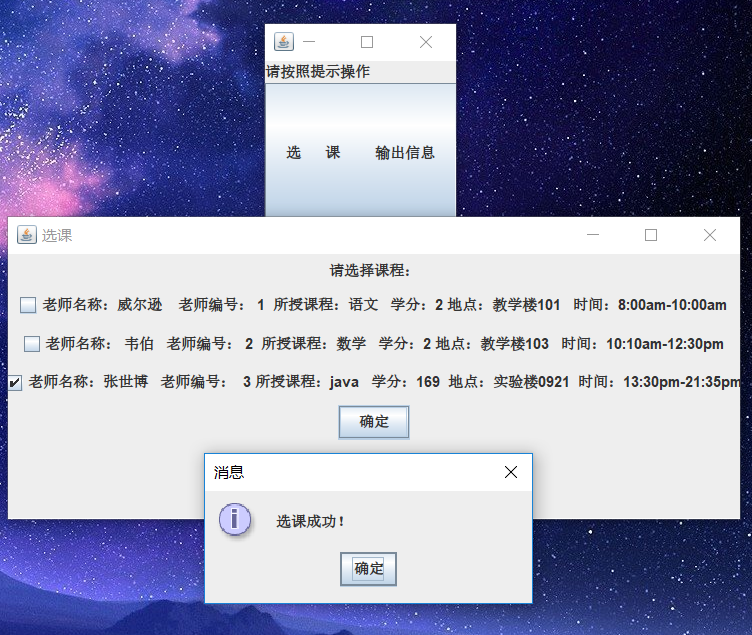 请按照提示操作
选 课 输出信息
选课
请选择课程:
老师名称：威尔逊 老师编号： 1 所授课程：语文 学分：2 地点：教学楼101 时间：8:00am-10:00am
老师名称： 韦伯 老师编号： 2 所授课程：数学 学分：2 地点：教学楼103 时间：10:10am-12:30pm
老师名称：张世博 老师编号： 3 所授课程：java 学分：169 地点：实验楼0921 时间：13:30pm-21:35pm
确定
消息
选课成功！
确定